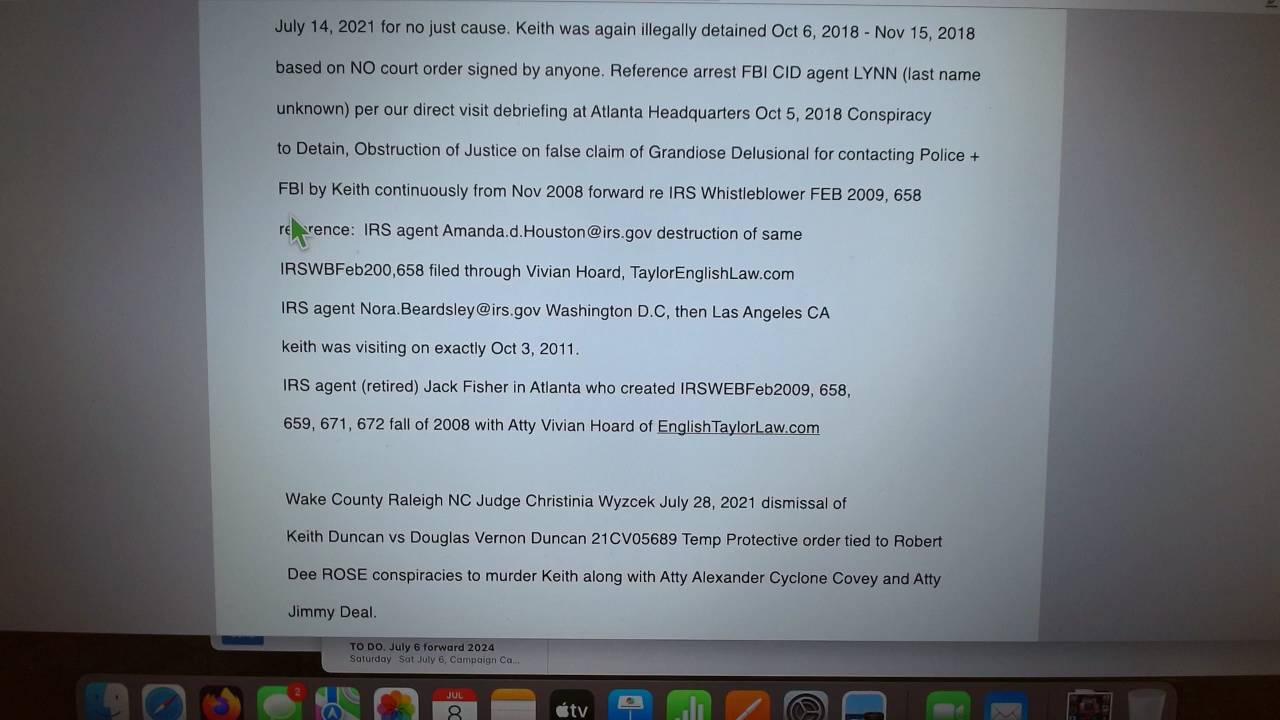 July 14, 2021 for no just cause. Keith was again illegally detained Oct 6, 2018 - Nov 15, 2018
based on NO court order signed by anyone. Reference arrest FBI CID agent LYNN (last name
unknown) per our direct visit debriefing at Atlanta Headquarters Oct 5, 2018 Conspiracy
to Detain, Obstruction of Justice on false claim of Grandiose Delusional for contacting Police +
FBI by Keith continuously from Nov 2008 forward re IRS Whistleblower FEB 2009, 658
reference: IRS agent Amanda.d.Houston@irs.gov destruction of same
IRSWBFeb200,658 filed through Vivian Hoard, TaylorEnglishLaw.com
IRS agent Nora.Beardsley@irs.gov Washington D.C, then Las Angeles CA
keith was visiting on exactly Oct 3, 2011.
IRS agent (retired) Jack Fisher in Atlanta who created IRSWEBFeb2009, 658,
659, 671, 672 fall of 2008 with Atty Vivian Hoard of EnglishTaylorLaw.com
Wake County Raleigh NC Judge Christinia Wyzcek July 28, 2021 dismissal of
Keith Duncan vs Douglas Vernon Duncan 21CV05689 Temp Protective order tied to Robert
Dee ROSE conspiracies to murder Keith along with Atty Alexander Cyclone Covey and Atty
Jimmy Deal.
TO DO. July 6 forward 2024
Saturday Sat July 6, Campaign Ca...
2
JUL
8
tv